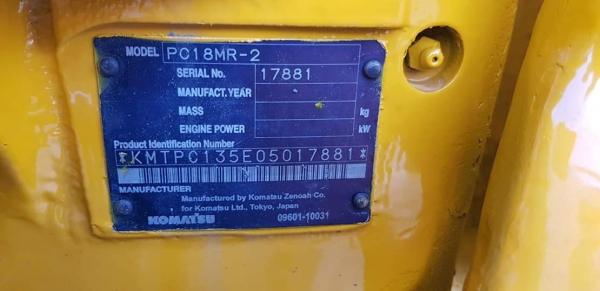 MODEL PC18MR-2
SERIAL No. 17881
MANUFACT.YEAR
MASS kg
ENGINE POWER kW
Product Identification Number
*KMTPC135E05017881*
MANUFACTURER
Manufactured by Komatsu Zenoah Co.
for Komatsu Ltd., Tokyo, Japan
KOMATSU 09601-10031